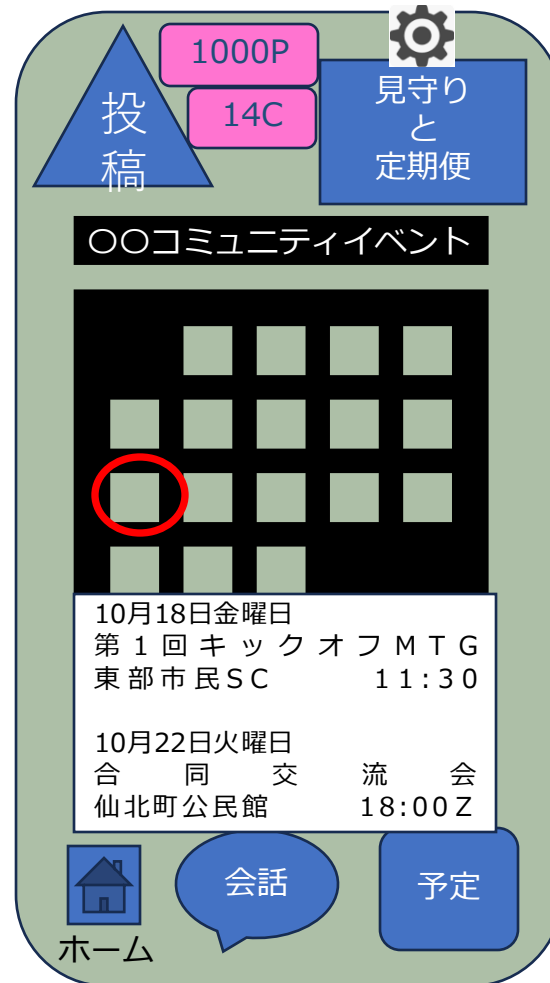 1000P
14C
投
稿
見守り
と
定期便
〇〇コミュニティイベント
10月18日金曜日
第1回キックオフMTG
東部市民SC 11:30
10月22日火曜日
合同交流会
仙北町公民館 18:00Z
会話
予定
ホーム